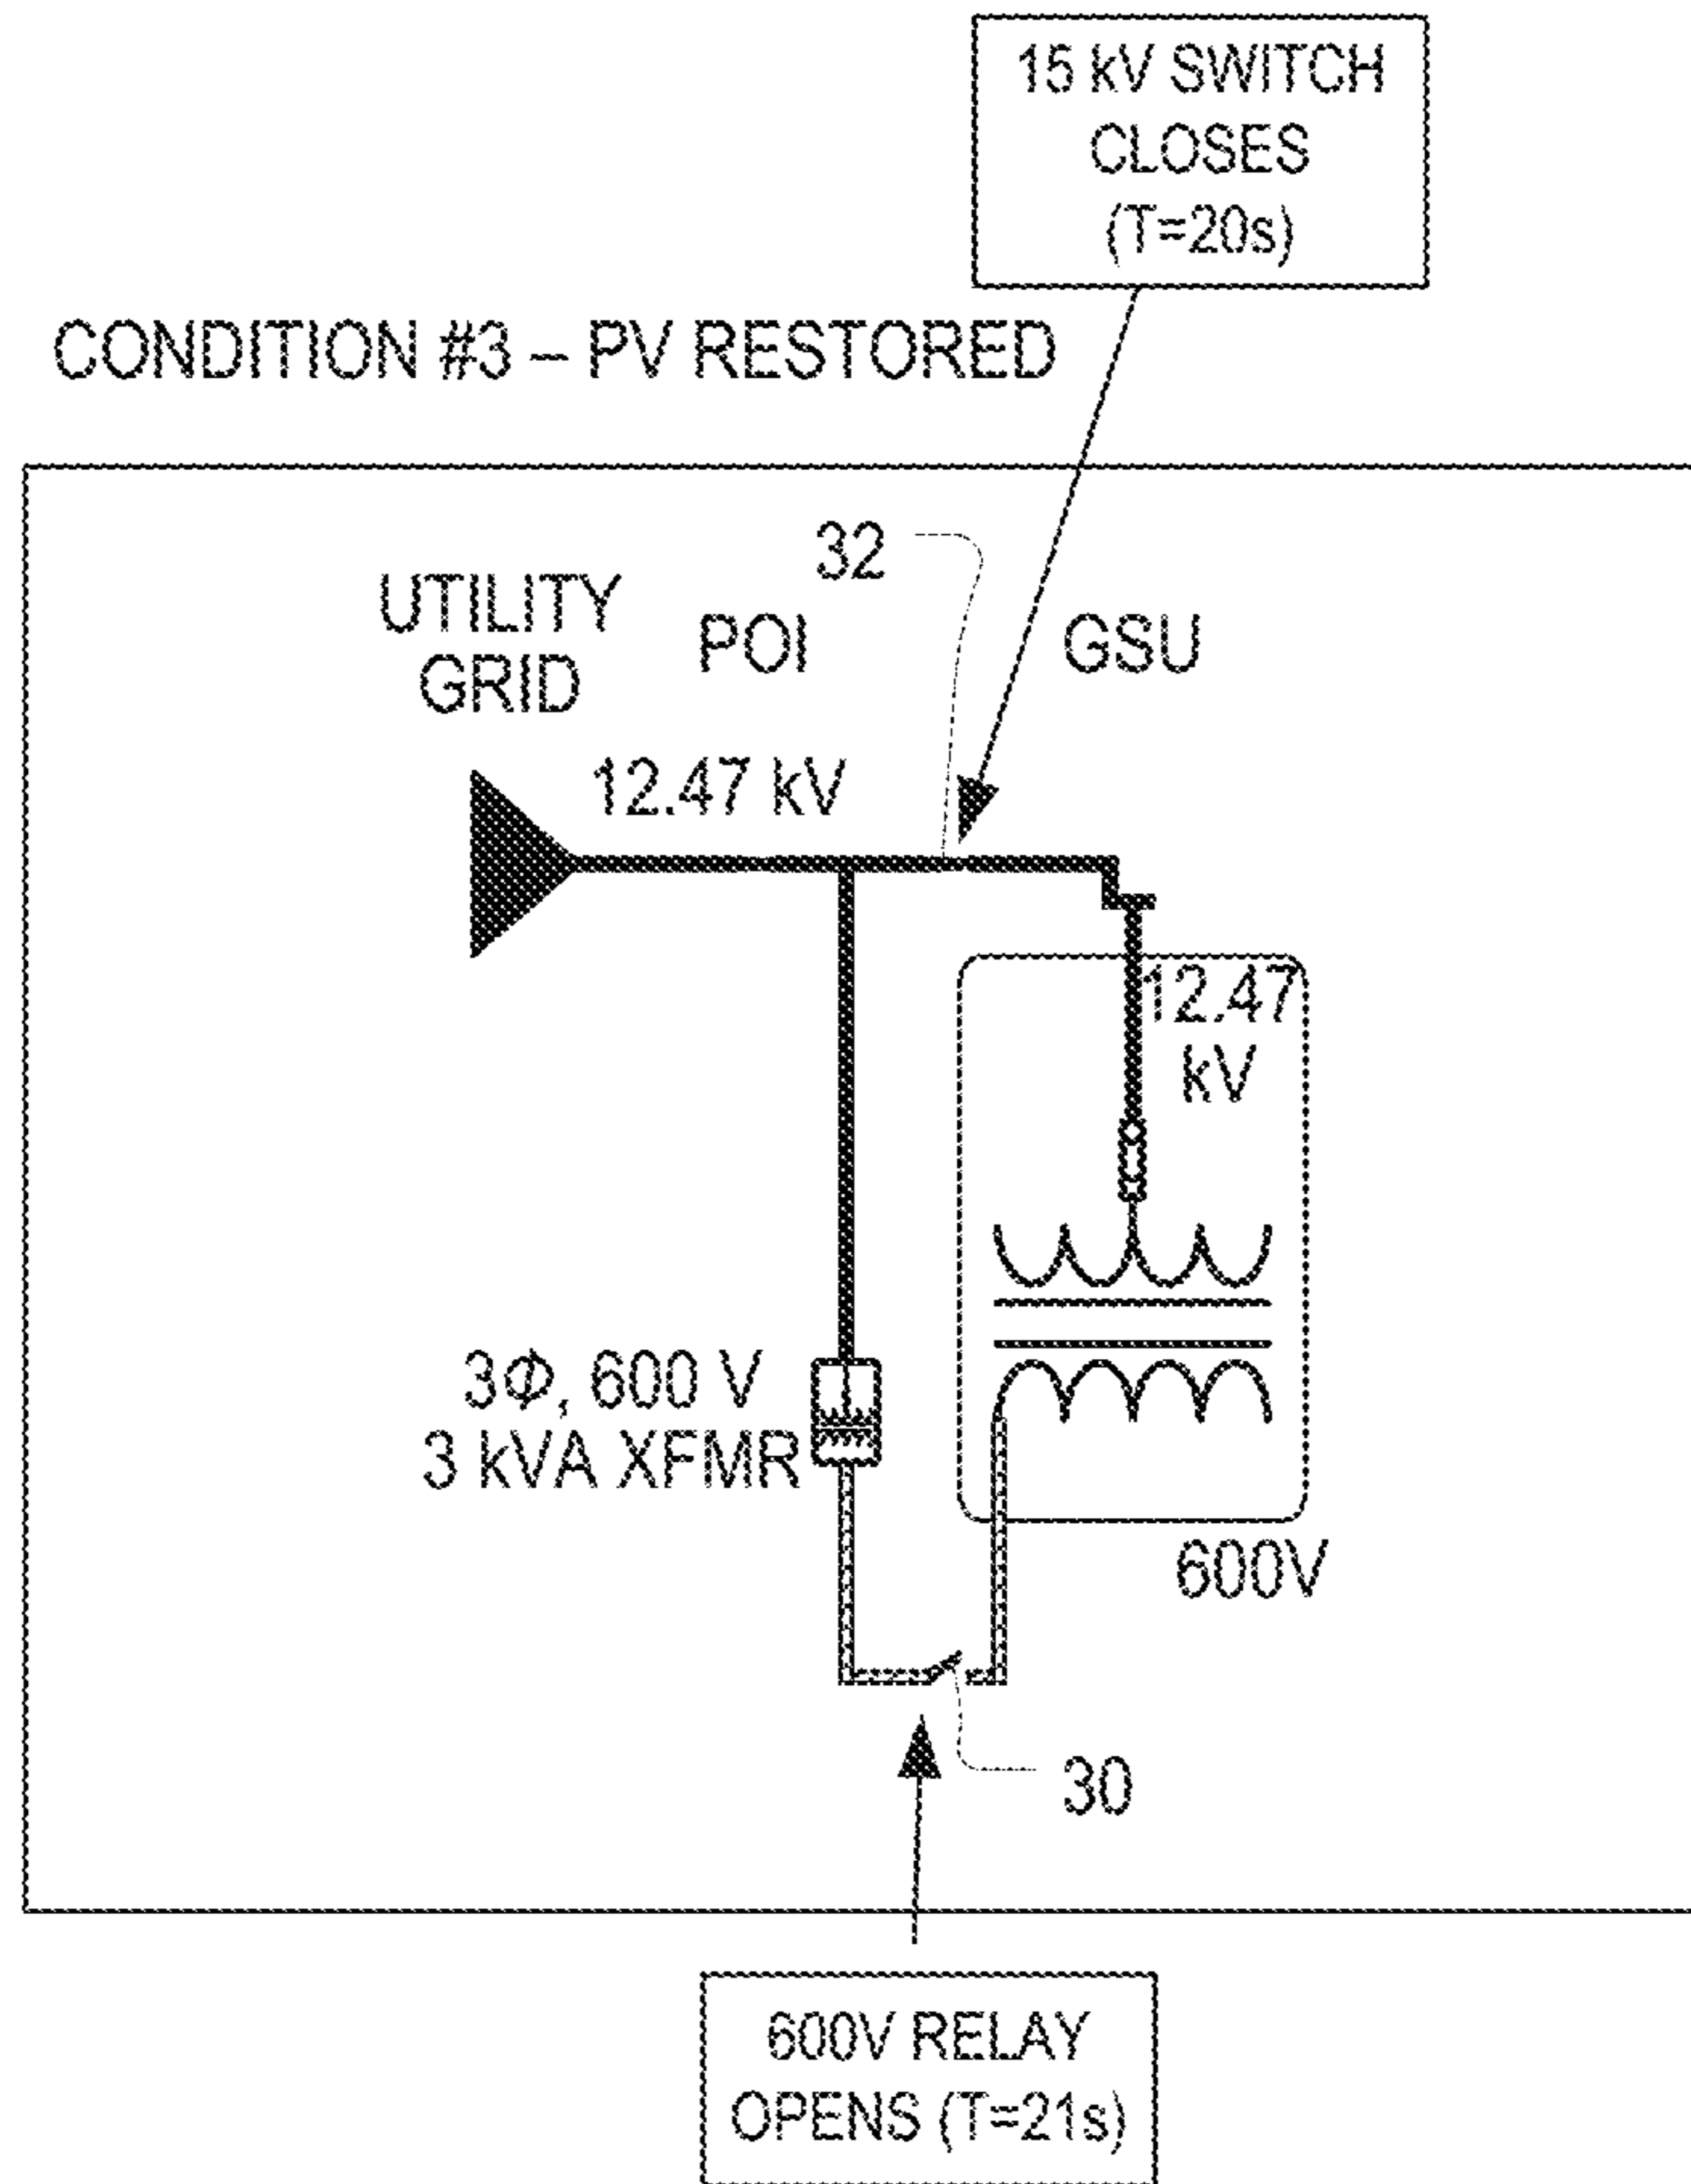 15 kV SWITCH
CLOSES
(T=20s)
CONDITION #3 – PV RESTORED
32
UTILITY
GRID
POI
GSU
12.47 kV
12.47
kV
3Φ, 600 V
3 kVA XFMR
600V
30
600V RELAY
OPENS (T=21s)